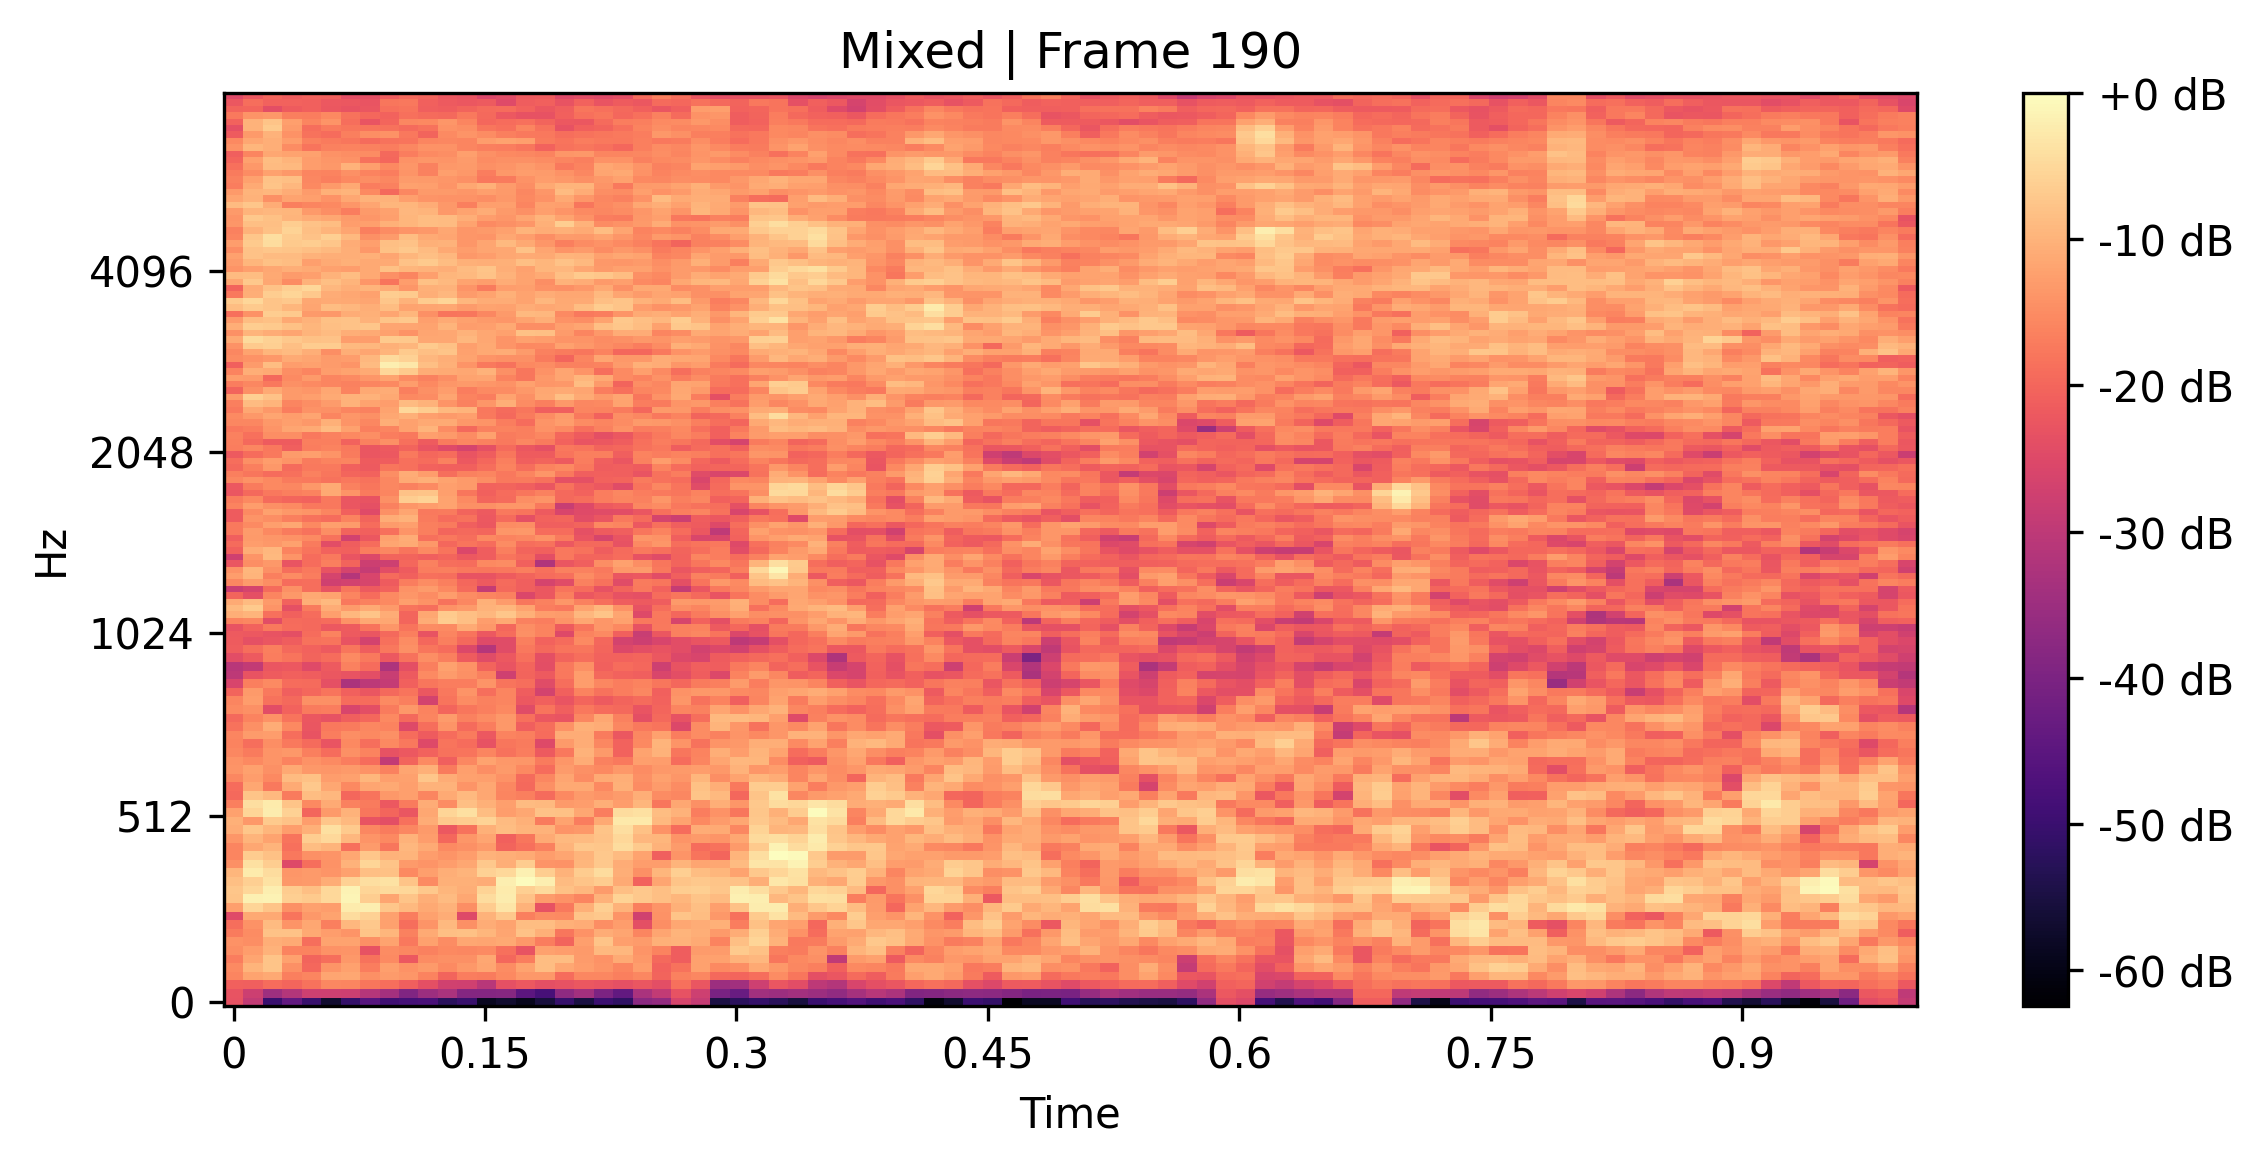 Mixed | Frame 190
+0 dB
-10 dB
-20 dB
-30 dB
-40 dB
-50 dB
-60 dB
Hz
4096
2048
1024
512
0
0 0.15 0.3 0.45 0.6 0.75 0.9
Time